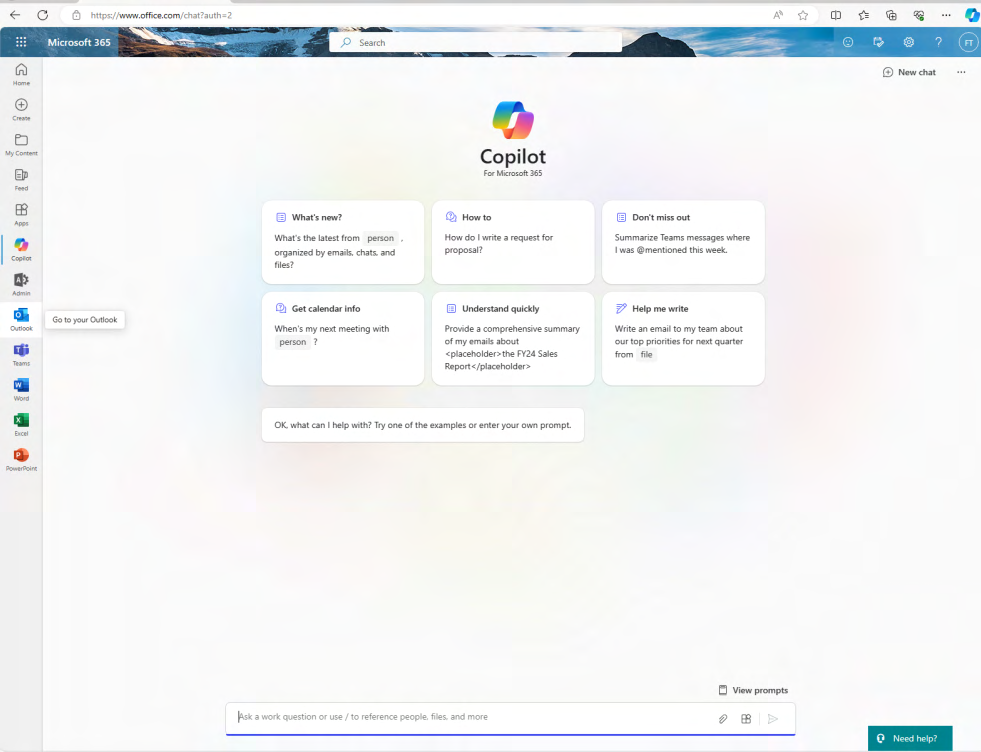 https://www.office.com/chat?auth=2
Microsoft 365
Search
FT
Home
Create
My Content
Feed
Apps
Copilot
Admin
Outlook
Go to your Outlook
Teams
Word
Excel
PowerPoint
New chat
Copilot
For Microsoft 365
What's new?
What's the latest from person ,
organized by emails, chats, and
files?
How to
How do I write a request for
proposal?
Don't miss out
Summarize Teams messages where
I was @mentioned this week.
Get calendar info
When's my next meeting with
person ?
Understand quickly
Provide a comprehensive summary
of my emails about
<placeholder>the FY24 Sales
Report</placeholder>
Help me write
Write an email to my team about
our top priorities for next quarter
from file
OK, what can I help with? Try one of the examples or enter your own prompt.
View prompts
Ask a work question or use / to reference people, files, and more
Need help?